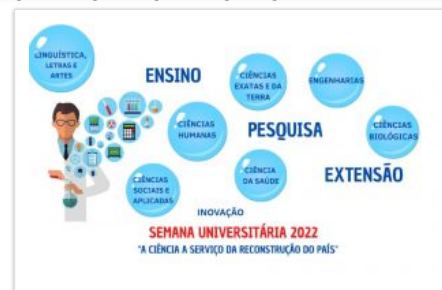 LINGUÍSTICA,
LETRAS E
ARTES
ENSINO
CIÊNCIAS
EXATAS E DA
TERRA
ENGENHARIAS
CIÊNCIAS
HUMANAS
PESQUISA
CIÊNCIAS
BIOLÓGICAS
CIÊNCIAS
SOCIAIS E
APLICADAS
CIÊNCIA
DA SAÚDE
EXTENSÃO
INOVAÇÃO
SEMANA UNIVERSITÁRIA 2022
"A CIÊNCIA A SERVIÇO DA RECONSTRUÇÃO DO PAÍS"